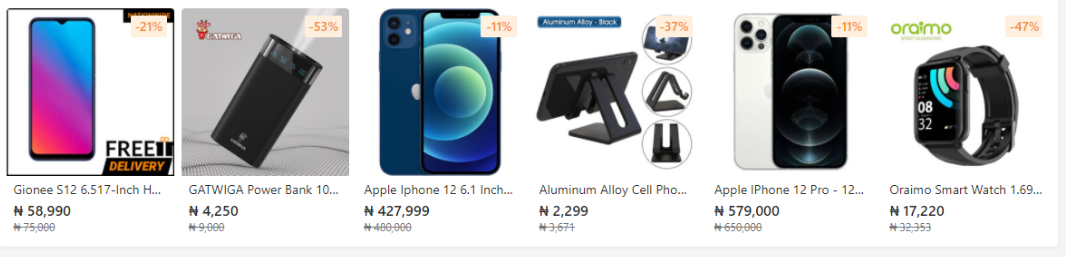 NATIONWIDE
-21%
FREE
DELIVERY
Gionee S12 6.517-Inch H...
₦ 58,990
₦ 75,000
GATWIGA
-53%
GATWIGA Power Bank 10...
₦ 4,250
₦ 9,000
-11%
Apple Iphone 12 6.1 Inch...
₦ 427,999
₦ 480,000
Aluminum Alloy - Black
-37%
Aluminum Alloy Cell Pho...
₦ 2,299
₦ 3,671
-11%
Apple IPhone 12 Pro - 12...
₦ 579,000
₦ 650,000
oraimo
SMART ACCESSORIES
-47%
08
32
Oraimo Smart Watch 1.69...
₦ 17,220
₦ 32,353